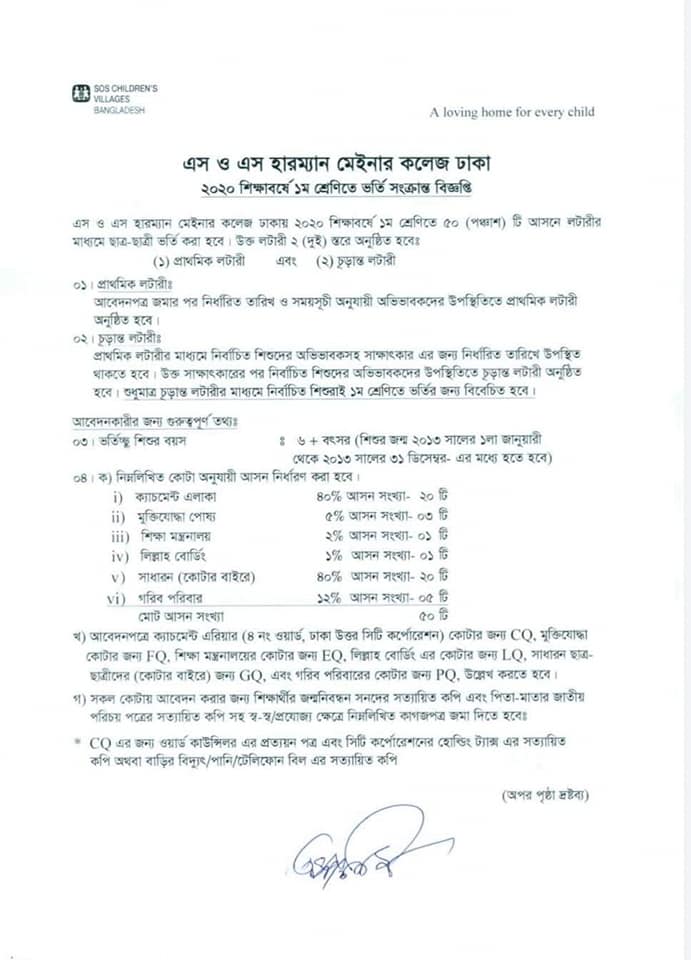 SOS CHILDREN'S
VILLAGES
BANGLADESH
A loving home for every child
এস ও এস হারম্যান মেইনার কলেজ ঢাকা
২০২০ শিক্ষাবর্ষে ১ম শ্রেণিতে ভর্তি সংক্রান্ত বিজ্ঞপ্তি
এস ও এস হারম্যান মেইনার কলেজ ঢাকায় ২০২০ শিক্ষাবর্ষে ১ম শ্রেণিতে ৫০ (পঞ্চাশ) টি আসনে লটারীর
মাধ্যমে ছাত্র-ছাত্রী ভর্তি করা হবে। উক্ত লটারী ২ (দুই) স্তরে অনুষ্ঠিত হবেঃ
(১) প্রাথমিক লটারী এবং (২) চূড়ান্ত লটারী
০১। প্রাথমিক লটারীঃ
আবেদনপত্র জমার পর নির্ধারিত তারিখ ও সময়সূচী অনুযায়ী অভিভাবকদের উপস্থিতিতে প্রাথমিক লটারী
অনুষ্ঠিত হবে।
০২। চূড়ান্ত লটারীঃ
প্রাথমিক লটারীর মাধ্যমে নির্বাচিত শিশুদের অভিভাবকসহ সাক্ষাৎকার এর জন্য নির্ধারিত তারিখে উপস্থিত
থাকতে হবে। উক্ত সাক্ষাৎকারের পর নির্বাচিত শিশুদের অভিভাবকদের উপস্থিতিতে চূড়ান্ত লটারী অনুষ্ঠিত
হবে। শুধুমাত্র চূড়ান্ত লটারীর মাধ্যমে নির্বাচিত শিশুরাই ১ম শ্রেণিতে ভর্তির জন্য বিবেচিত হবে।
আবেদনকারীর জন্য গুরুত্বপূর্ণ তথ্যঃ
০৩। ভর্তিচ্ছু শিশুর বয়স ঃ ৬ + বৎসর (শিশুর জন্ম ২০১৩ সালের ১লা জানুয়ারী
থেকে ২০১৩ সালের ৩১ ডিসেম্বর- এর মধ্যে হতে হবে)
০৪। ক) নিম্নলিখিত কোটা অনুযায়ী আসন নির্ধারণ করা হবে।
i) ক্যাচমেন্ট এলাকা ৪০% আসন সংখ্যা- ২০ টি
ii) মুক্তিযোদ্ধা পোষ্য ৫% আসন সংখ্যা- ০৩ টি
iii) শিক্ষা মন্ত্রনালয় ২% আসন সংখ্যা- ০১ টি
iv) লিল্লাহ বোর্ডিং ১% আসন সংখ্যা- ০১ টি
v) সাধারন (কোটার বাইরে) ৪০% আসন সংখ্যা- ২০ টি
vi) গরিব পরিবার ১২% আসন সংখ্যা- ০৫ টি
মোট আসন সংখ্যা ৫০ টি
খ) আবেদনপত্রে ক্যাচমেন্ট এরিয়ার (৪ নং ওয়ার্ড, ঢাকা উত্তর সিটি কর্পোরেশন) কোটার জন্য CQ, মুক্তিযোদ্ধা
কোটার জন্য FQ, শিক্ষা মন্ত্রনালয়ের কোটার জন্য EQ, লিল্লাহ বোর্ডিং এর কোটার জন্য LQ, সাধারন ছাত্র-
ছাত্রীদের (কোটার বাইরে) জন্য GQ, এবং গরিব পরিবারের কোটার জন্য PQ, উল্লেখ করতে হবে।
গ) সকল কোটায় আবেদন করার জন্য শিক্ষার্থীর জন্মনিবন্ধন সনদের সত্যায়িত কপি এবং পিতা-মাতার জাতীয়
পরিচয় পত্রের সত্যায়িত কপি সহ স্ব-স্ব/প্রযোজ্য ক্ষেত্রে নিম্নলিখিত কাগজপত্র জমা দিতে হবেঃ
* CQ এর জন্য ওয়ার্ড কাউন্সিলর এর প্রত্যয়ন পত্র এবং সিটি কর্পোরেশনের হোল্ডিং ট্যাক্স এর সত্যায়িত
কপি অথবা বাড়ির বিদ্যুৎ/পানি/টেলিফোন বিল এর সত্যায়িত কপি
(অপর পৃষ্ঠা দ্রষ্টব্য)